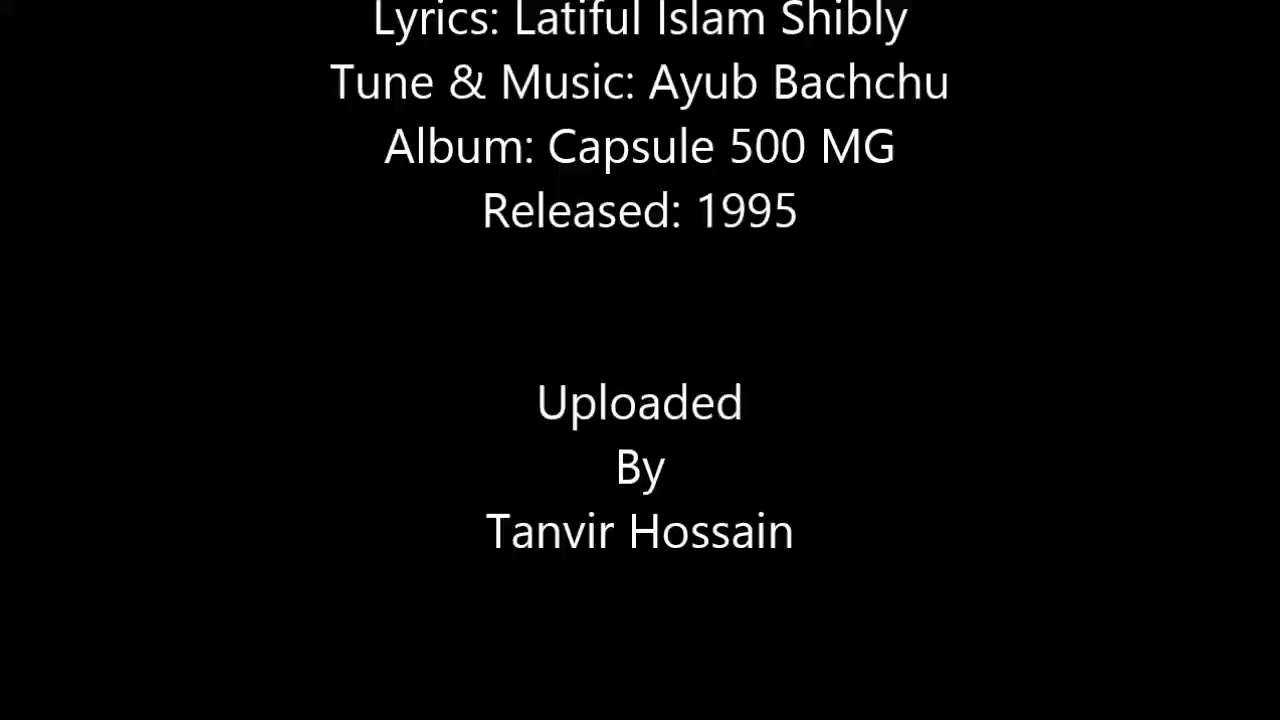 Lyrics: Latiful Islam Shibly
Tune & Music: Ayub Bachchu
Album: Capsule 500 MG
Released: 1995
Uploaded
By
Tanvir Hossain